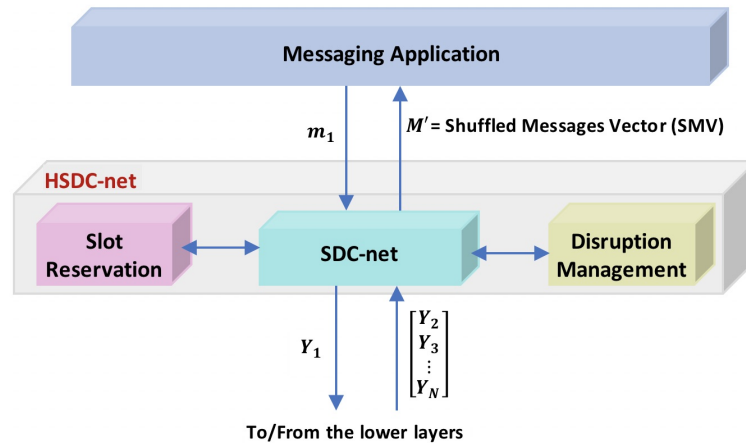 Messaging Application
m₁
M′= Shuffled Messages Vector (SMV)
HSDC-net
Slot
Reservation
SDC-net
Disruption
Management
Y₁
Y₂
Y₃
⋮
Y_N
To/From the lower layers